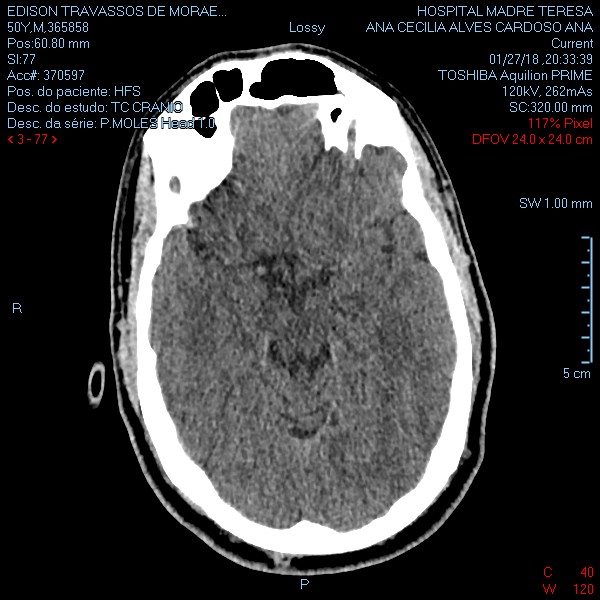 EDISON TRAVASSOS DE MORAE...
50Y,M,365858
Pos:60.80 mm
SI:77
Acc#: 370597
Pos. do paciente: HFS
Desc. do estudo: TC CRANIO
Desc. da série: P.MOLES Head 1.0
< 3 - 77 >
Lossy
HOSPITAL MADRE TERESA
ANA CECILIA ALVES CARDOSO ANA
Current
01/27/18 ,20:33:39
TOSHIBA Aquilion PRIME
120kV, 262mAs
SC:320.00 mm
117% Pixel
DFOV 24.0 x 24.0 cm
SW 1.00 mm
R
5 cm
P
C 40
W 120